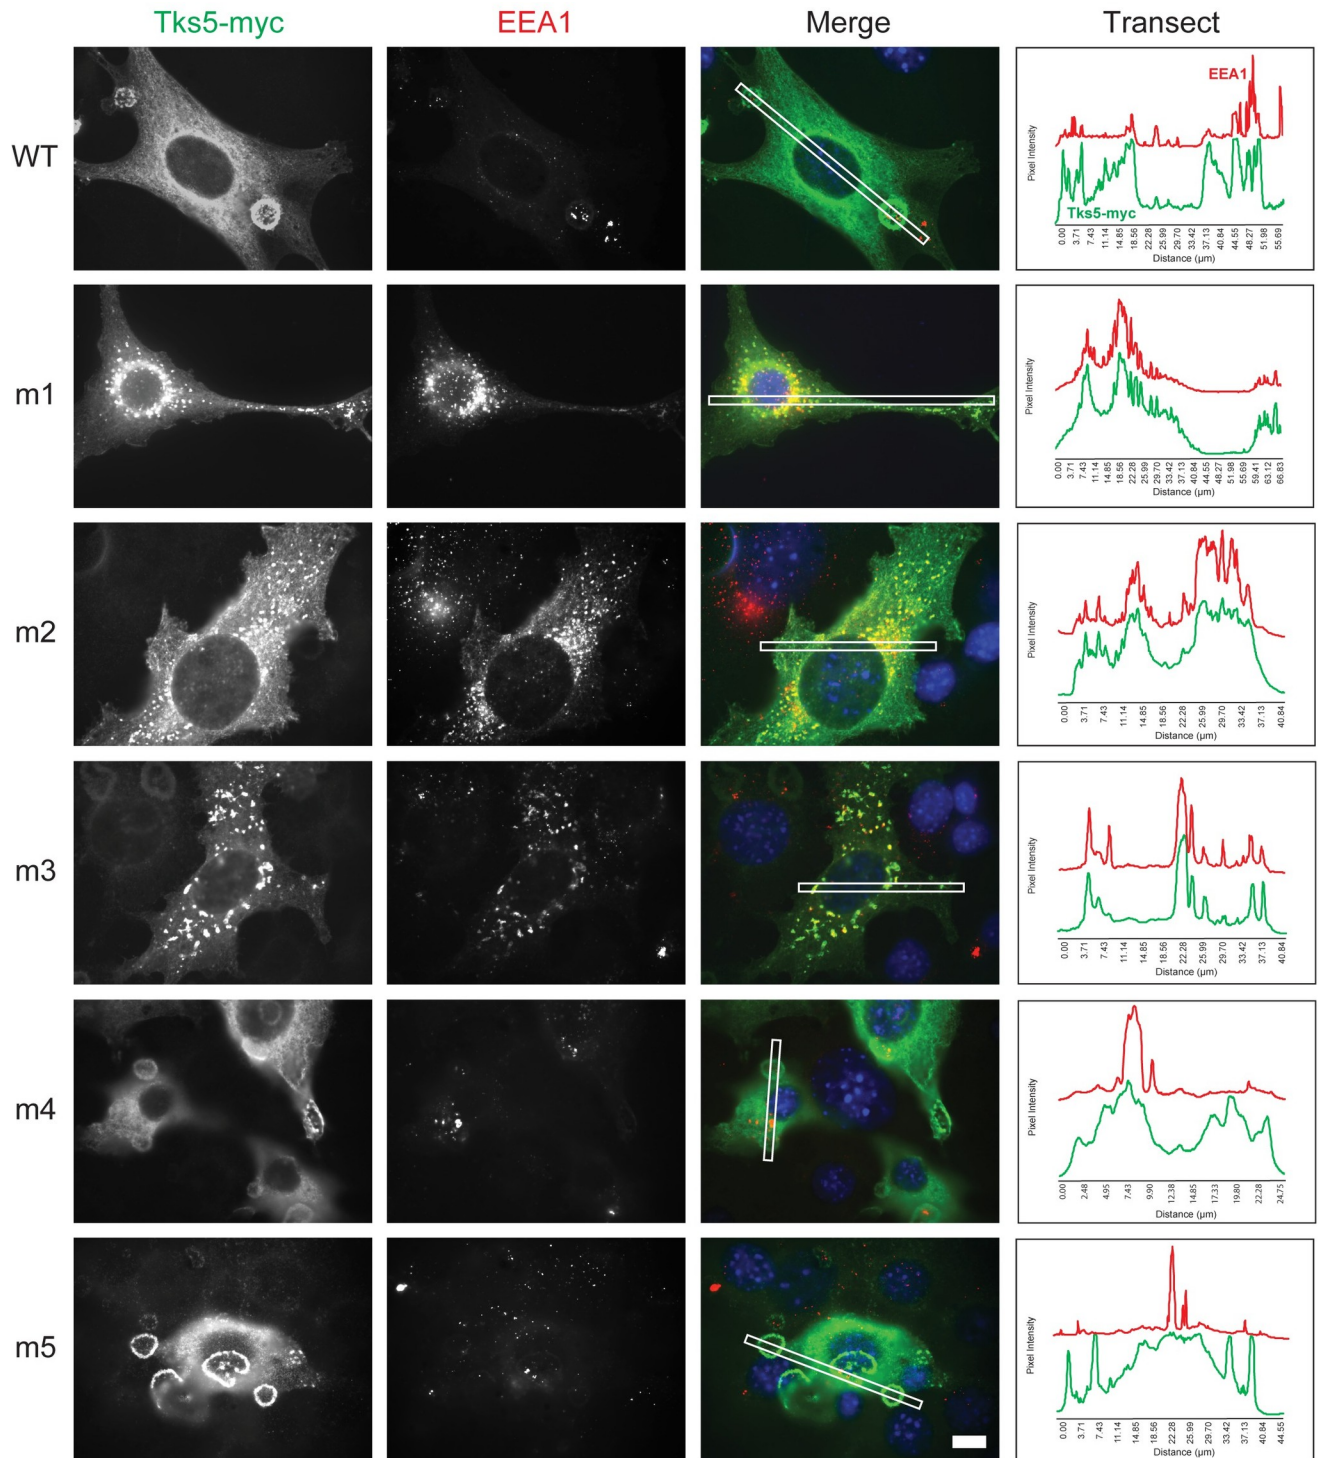 Tks5-myc EEA1 Merge Transect
WT
EEA1
Tks5-myc
Pixel Intensity
0.00 3.71 7.43 11.14 14.85 18.56 22.28 25.99 29.70 33.42 37.13 40.84 44.55 48.27 51.98 55.69
Distance (µm)
m1
Pixel Intensity
0.00 3.71 7.43 11.14 14.85 18.56 22.28 25.99 29.70 33.42 37.13 40.84 44.55 48.27 51.98 55.69 59.41 63.12 66.83
Distance (µm)
m2
Pixel Intensity
0.00 3.71 7.43 11.14 14.85 18.56 22.28 25.99 29.70 33.42 37.13 40.84
Distance (µm)
m3
Pixel Intensity
0.00 3.71 7.43 11.14 14.85 18.56 22.28 25.99 29.70 33.42 37.13 40.84
Distance (µm)
m4
Pixel Intensity
0.00 2.48 4.95 7.43 9.90 12.38 14.85 17.33 19.80 22.28 24.75
Distance (µm)
m5
Pixel Intensity
0.00 3.71 7.43 11.14 14.85 18.56 22.28 25.99 29.70 33.42 37.13 40.84 44.55
Distance (µm)